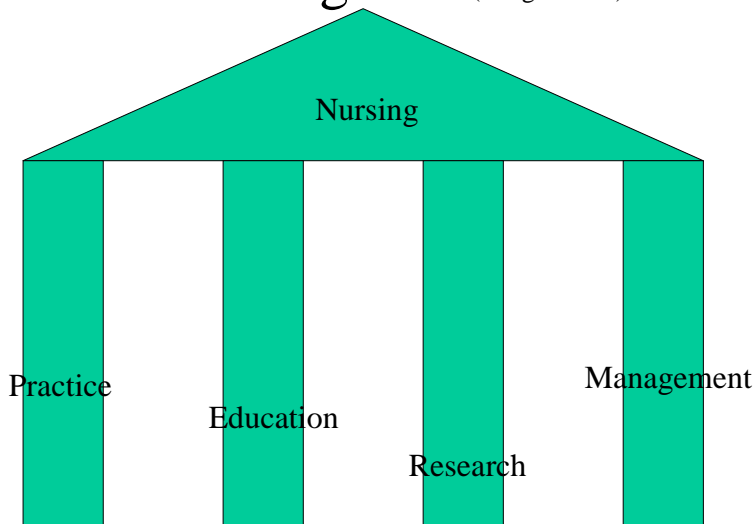 Nursing
Practice
Education
Research
Management